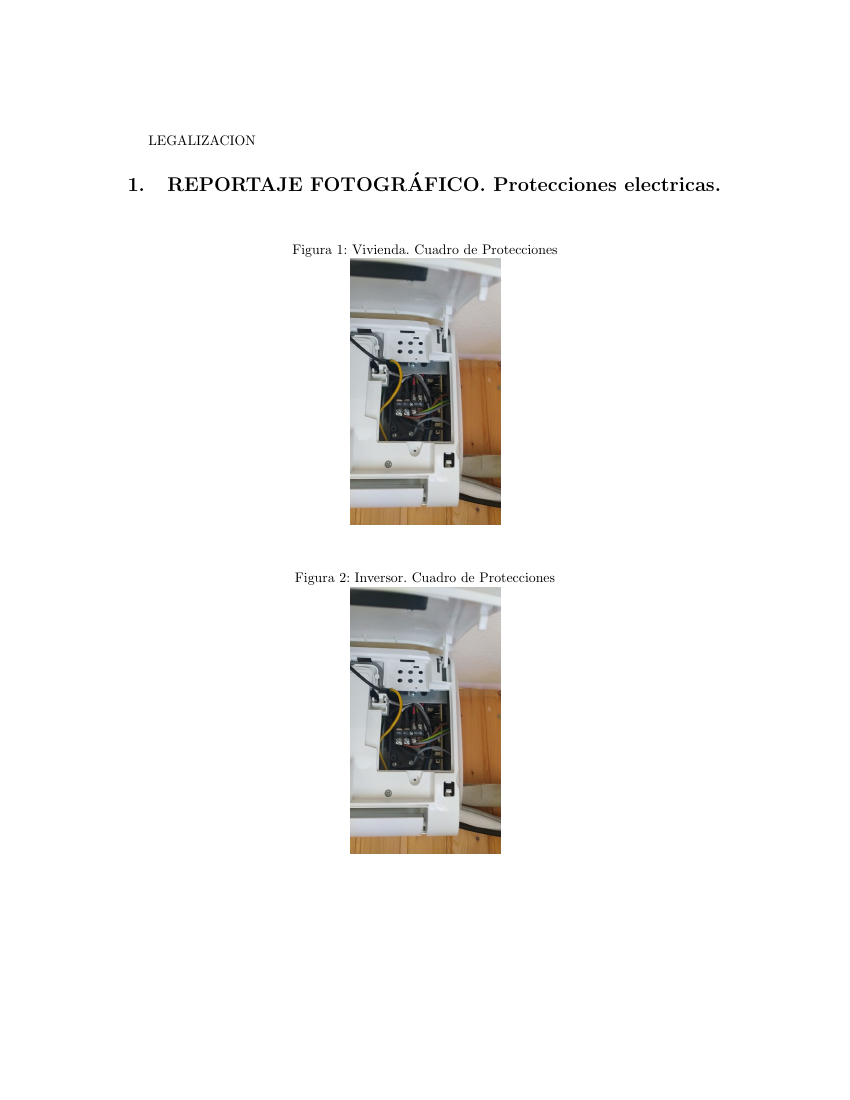 LEGALIZACION
1. REPORTAJE FOTOGRÁFICO. Protecciones electricas.
Figura 1: Vivienda. Cuadro de Protecciones
Figura 2: Inversor. Cuadro de Protecciones